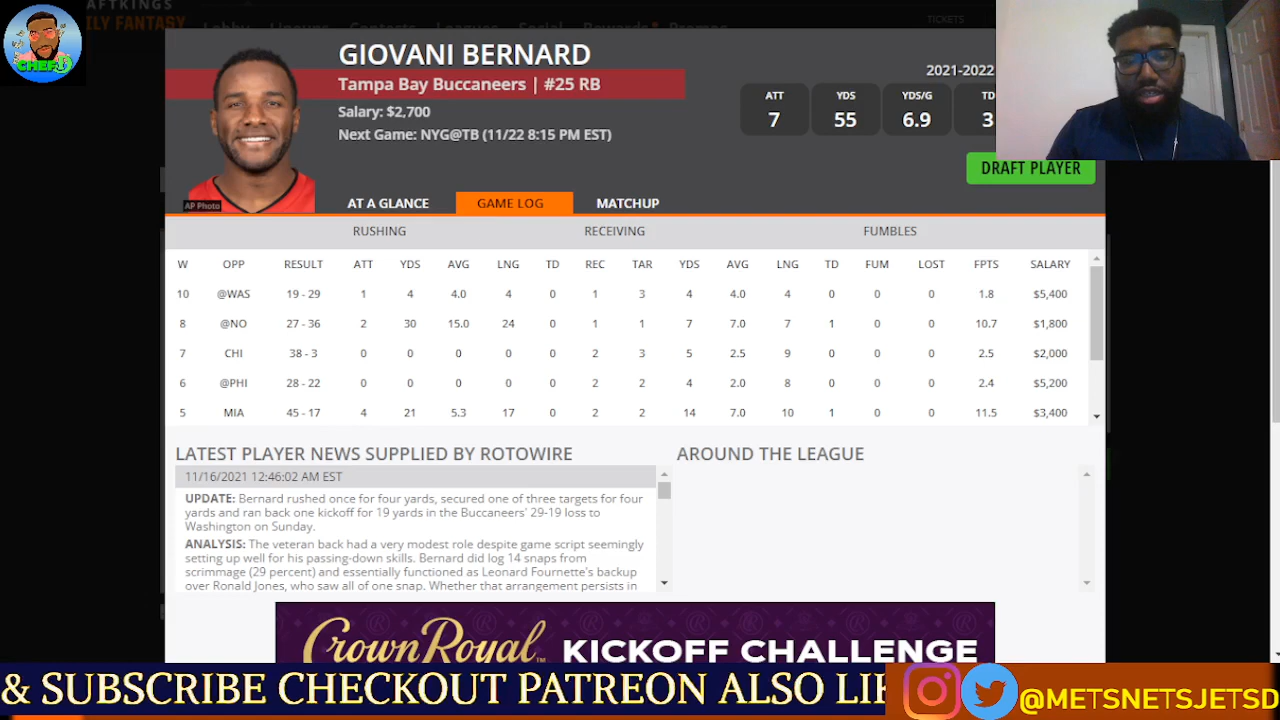 AFTKINGS
ILY FANTASY
Lobby Lineups Contests Leagues Social Rewards Promos
TICKETS
CHEF
GIOVANI BERNARD
Tampa Bay Buccaneers | #25 RB
Salary: $2,700
Next Game: NYG@TB (11/22 8:15 PM EST)
2021-2022
ATT YDS YDS/G TD
7 55 6.9 3
DRAFT PLAYER
AP Photo
AT A GLANCE GAME LOG MATCHUP
RUSHING RECEIVING FUMBLES
W OPP RESULT ATT YDS AVG LNG TD REC TAR YDS AVG LNG TD FUM LOST FPTS SALARY
10 @WAS 19 - 29 1 4 4.0 4 0 1 3 4 4.0 4 0 0 0 1.8 $5,400
8 @NO 27 - 36 2 30 15.0 24 0 1 1 7 7.0 7 1 0 0 10.7 $1,800
7 CHI 38 - 3 0 0 0 0 0 2 3 5 2.5 9 0 0 0 2.5 $2,000
6 @PHI 28 - 22 0 0 0 0 0 2 2 4 2.0 8 0 0 0 2.4 $5,200
5 MIA 45 - 17 4 21 5.3 17 0 2 2 14 7.0 10 1 0 0 11.5 $3,400
LATEST PLAYER NEWS SUPPLIED BY ROTOWIRE
AROUND THE LEAGUE
11/16/2021 12:46:02 AM EST
UPDATE: Bernard rushed once for four yards, secured one of three targets for four
yards and ran back one kickoff for 19 yards in the Buccaneers' 29-19 loss to
Washington on Sunday.
ANALYSIS: The veteran back had a very modest role despite game script seemingly
setting up well for his passing-down skills. Bernard did log 14 snaps from
scrimmage (29 percent) and essentially functioned as Leonard Fournette's backup
over Ronald Jones, who saw all of one snap. Whether that arrangement persists in
Crown Royal KICKOFF CHALLENGE
& SUBSCRIBE CHECKOUT PATREON ALSO LIK
@METSNETSJETSD